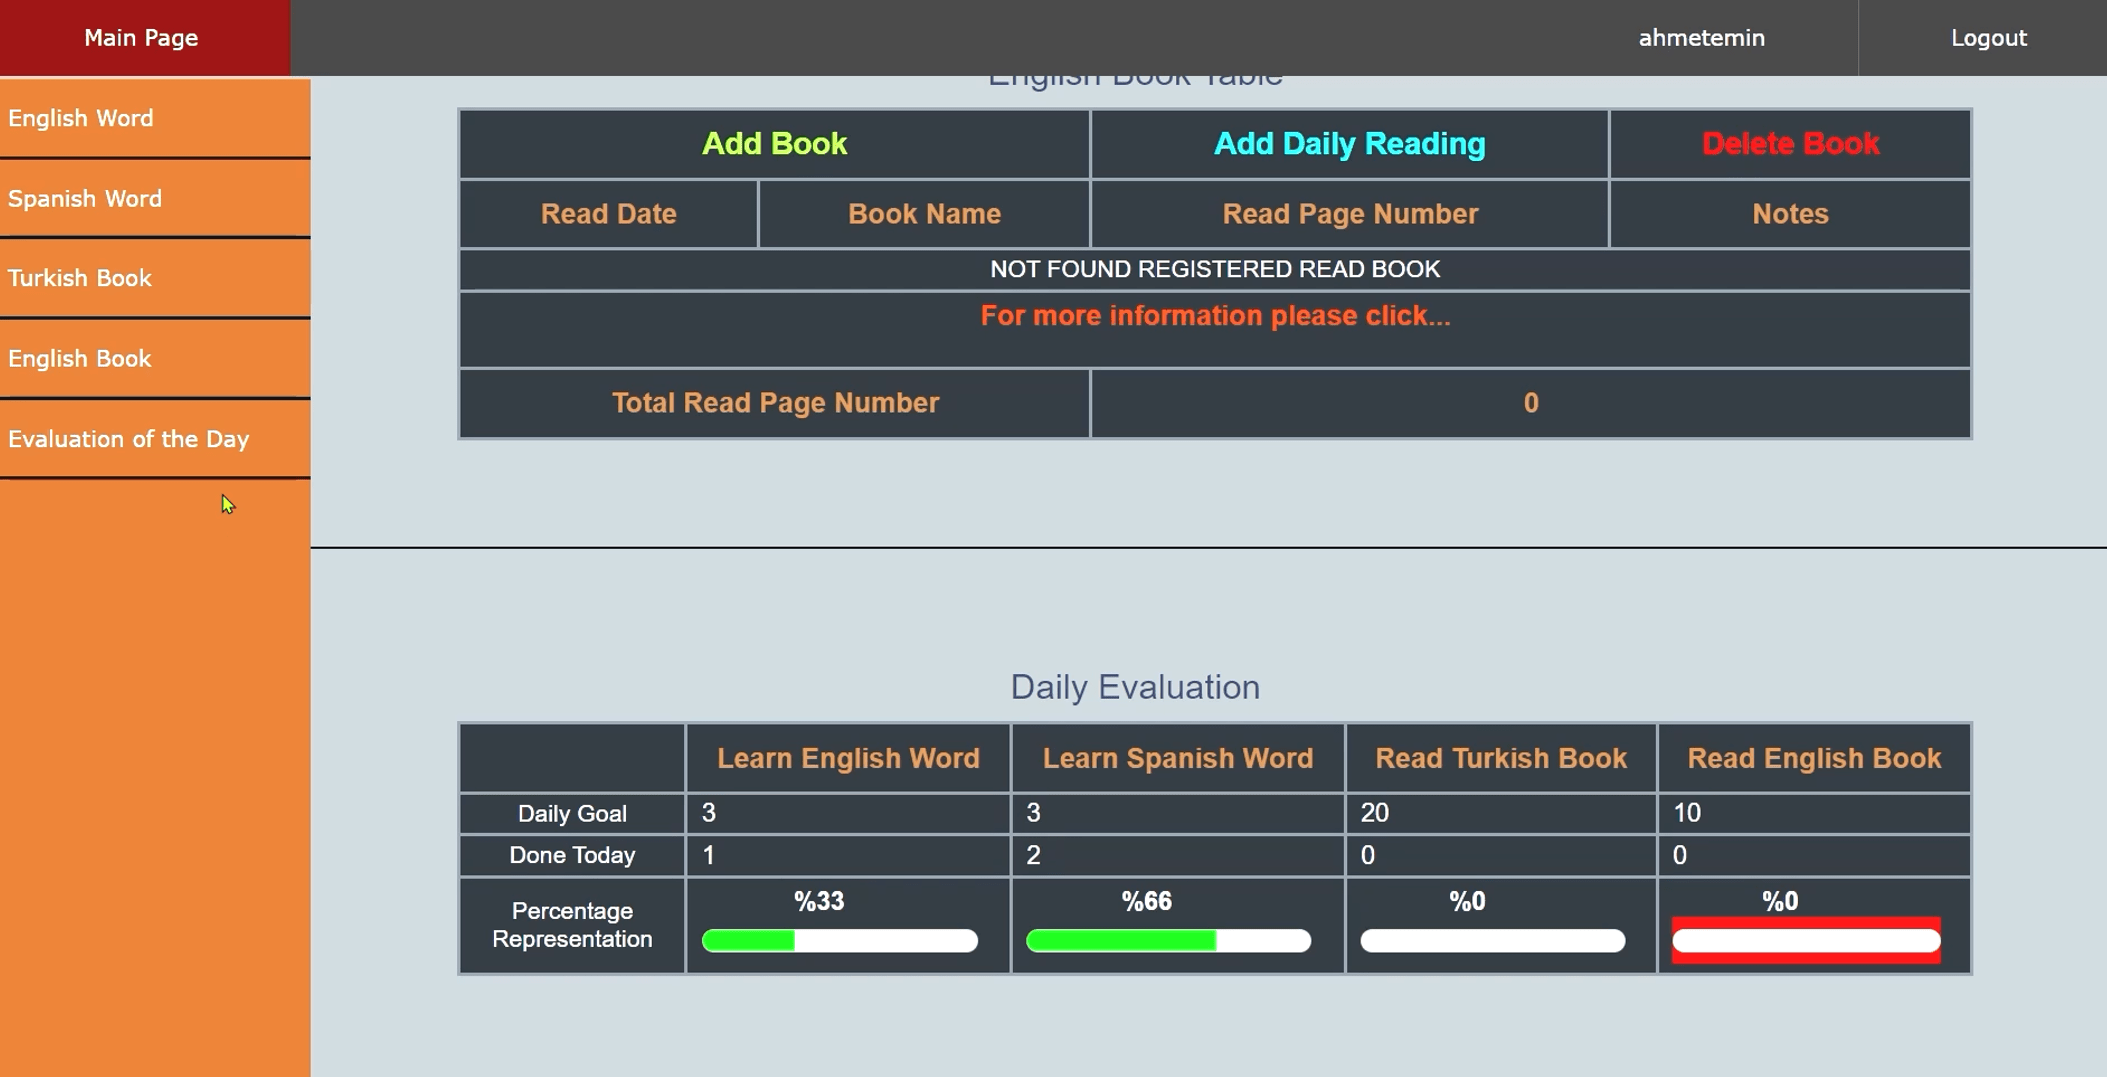 Main Page
ahmetemin
Logout
English Word
Spanish Word
Turkish Book
English Book
Evaluation of the Day
English Book Table
Add Book
Add Daily Reading
Delete Book
Read Date
Book Name
Read Page Number
Notes
NOT FOUND REGISTERED READ BOOK
For more information please click...
Total Read Page Number
0
Daily Evaluation
Learn English Word
Learn Spanish Word
Read Turkish Book
Read English Book
Daily Goal
3
3
20
10
Done Today
1
2
0
0
Percentage
Representation
%33
%66
%0
%0